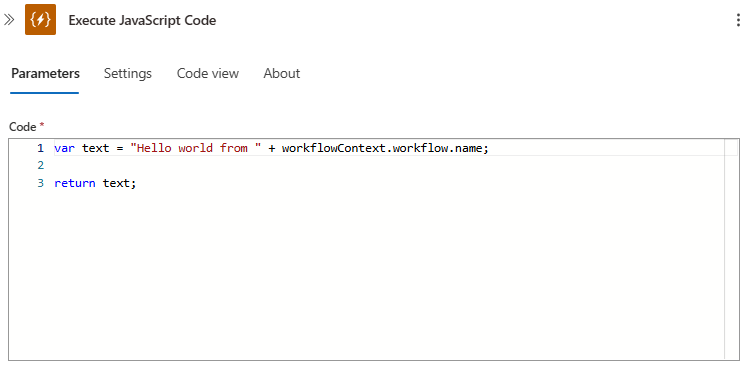 Execute JavaScript Code
Parameters Settings Code view About
Code *
1 var text = "Hello world from " + workflowContext.workflow.name;
2
3 return text;